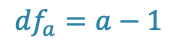 df_a = a − 1